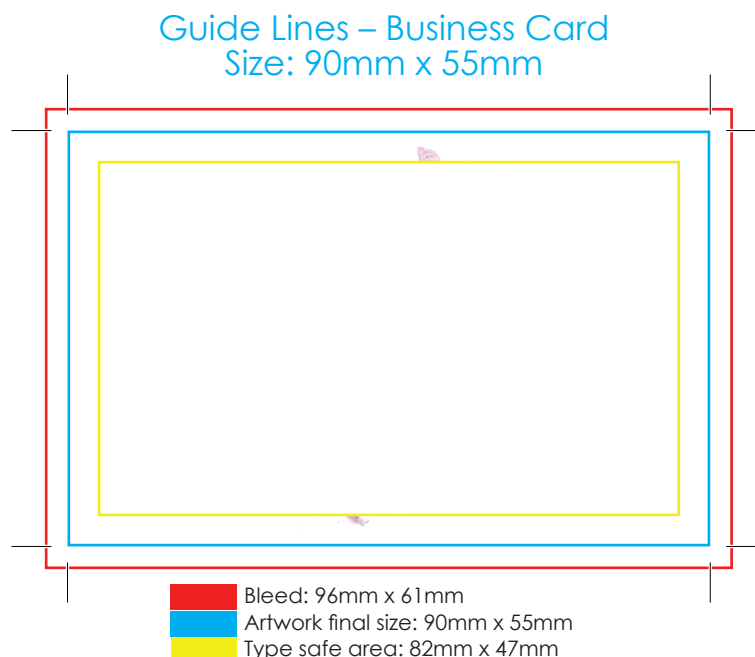 Guide Lines – Business Card
Size: 90mm x 55mm
Bleed: 96mm x 61mm
Artwork final size: 90mm x 55mm
Type safe area: 82mm x 47mm